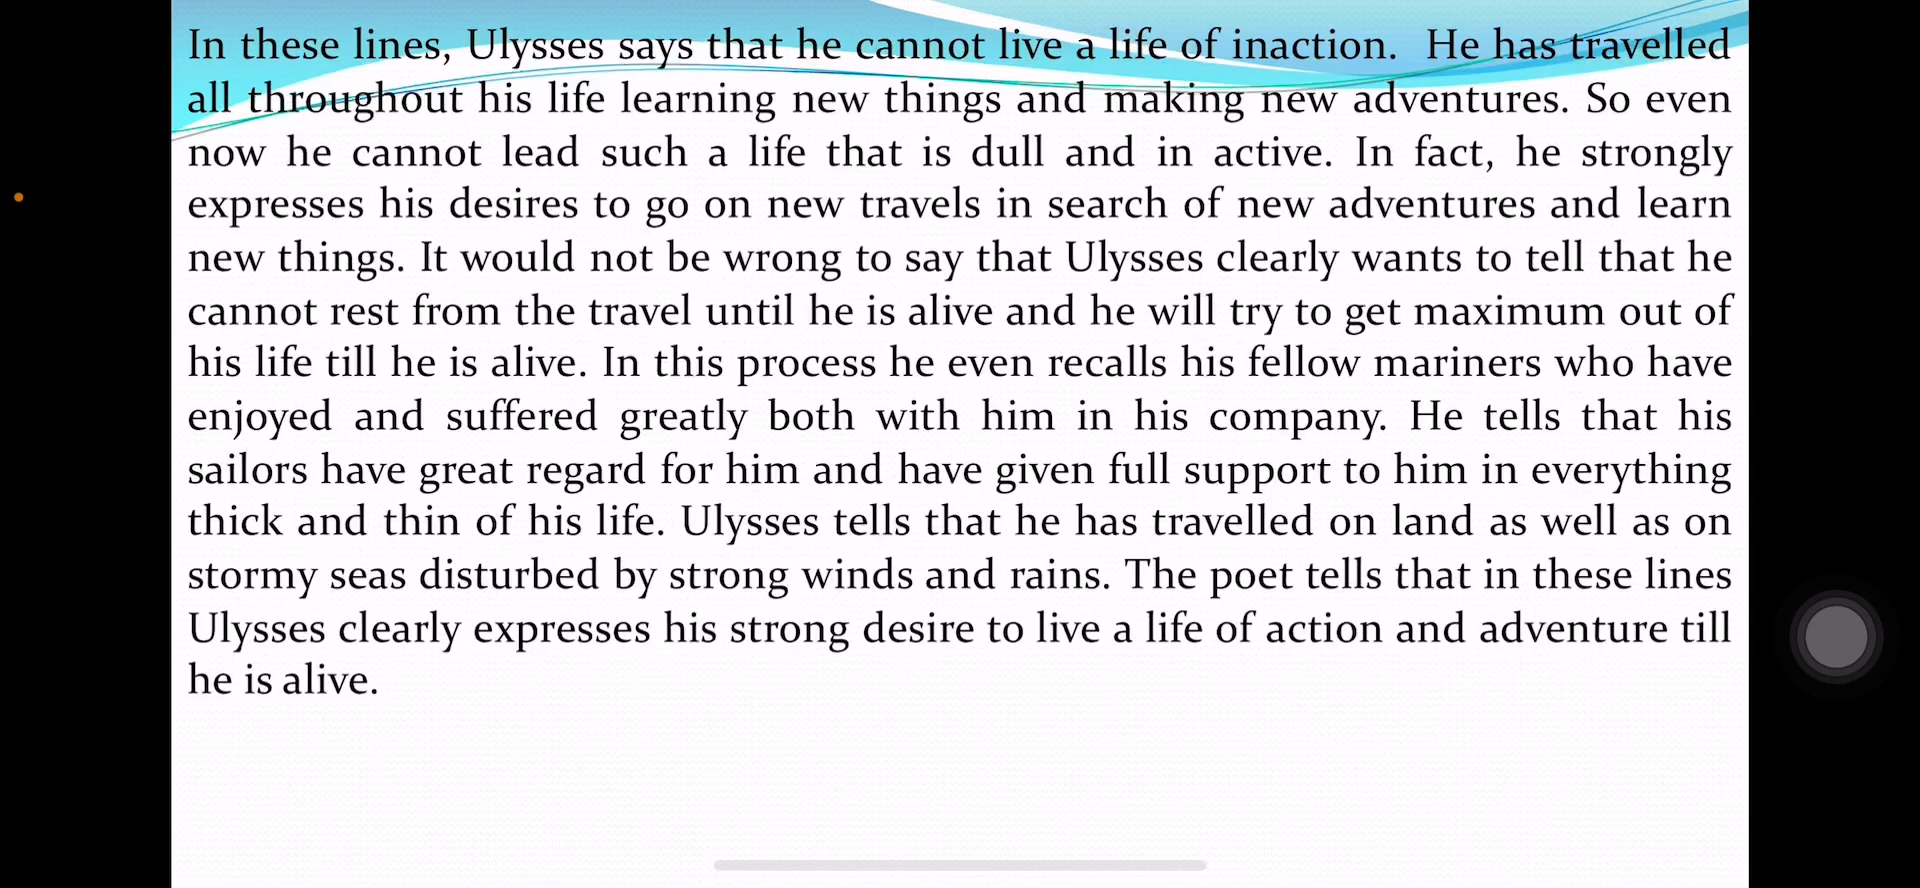 In these lines, Ulysses says that he cannot live a life of inaction. He has travelled
all throughout his life learning new things and making new adventures. So even
now he cannot lead such a life that is dull and in active. In fact, he strongly
expresses his desires to go on new travels in search of new adventures and learn
new things. It would not be wrong to say that Ulysses clearly wants to tell that he
cannot rest from the travel until he is alive and he will try to get maximum out of
his life till he is alive. In this process he even recalls his fellow mariners who have
enjoyed and suffered greatly both with him in his company. He tells that his
sailors have great regard for him and have given full support to him in everything
thick and thin of his life. Ulysses tells that he has travelled on land as well as on
stormy seas disturbed by strong winds and rains. The poet tells that in these lines
Ulysses clearly expresses his strong desire to live a life of action and adventure till
he is alive.